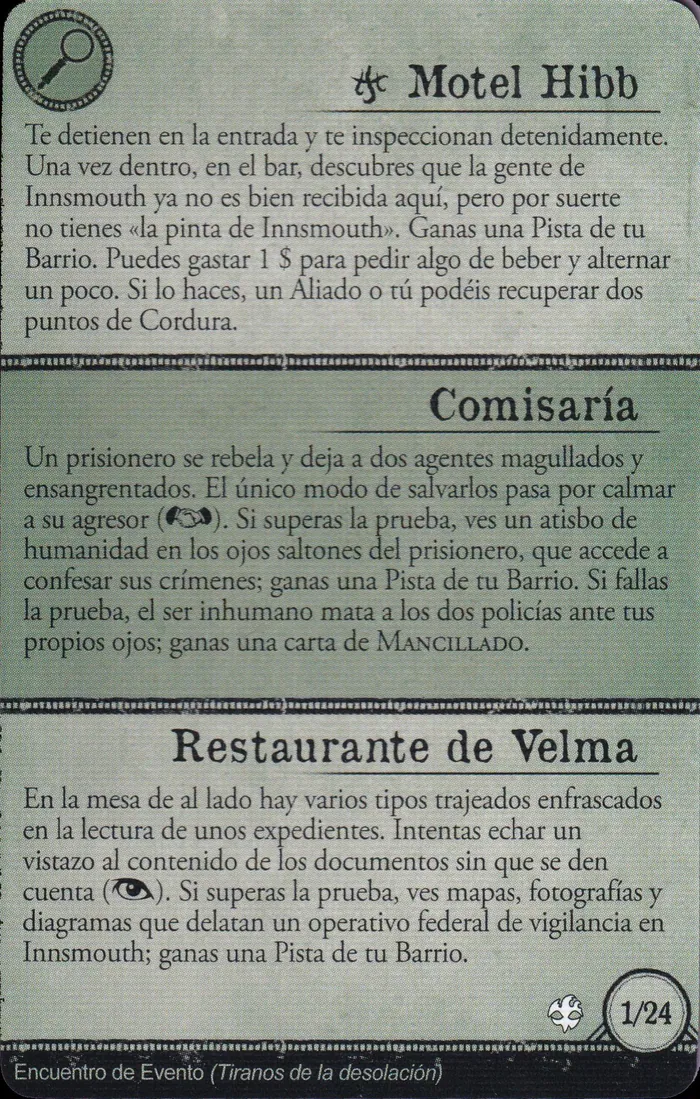 Motel Hibb
Te detienen en la entrada y te inspeccionan detenidamente.
Una vez dentro, en el bar, descubres que la gente de
Innsmouth ya no es bien recibida aquí, pero por suerte
no tienes «la pinta de Innsmouth». Ganas una Pista de tu
Barrio. Puedes gastar 1 $ para pedir algo de beber y alternar
un poco. Si lo haces, un Aliado o tú podéis recuperar dos
puntos de Cordura.
Comisaría
Un prisionero se rebela y deja a dos agentes magullados y
ensangrentados. El único modo de salvarlos pasa por calmar
a su agresor (). Si superas la prueba, ves un atisbo de
humanidad en los ojos saltones del prisionero, que accede a
confesar sus crímenes; ganas una Pista de tu Barrio. Si fallas
la prueba, el ser inhumano mata a los dos policías ante tus
propios ojos; ganas una carta de MANCILLADO.
Restaurante de Velma
En la mesa de al lado hay varios tipos trajeados enfrascados
en la lectura de unos expedientes. Intentas echar un
vistazo al contenido de los documentos sin que se den
cuenta (). Si superas la prueba, ves mapas, fotografías y
diagramas que delatan un operativo federal de vigilancia en
Innsmouth; ganas una Pista de tu Barrio.
1/24
Encuentro de Evento (Tiranos de la desolación)